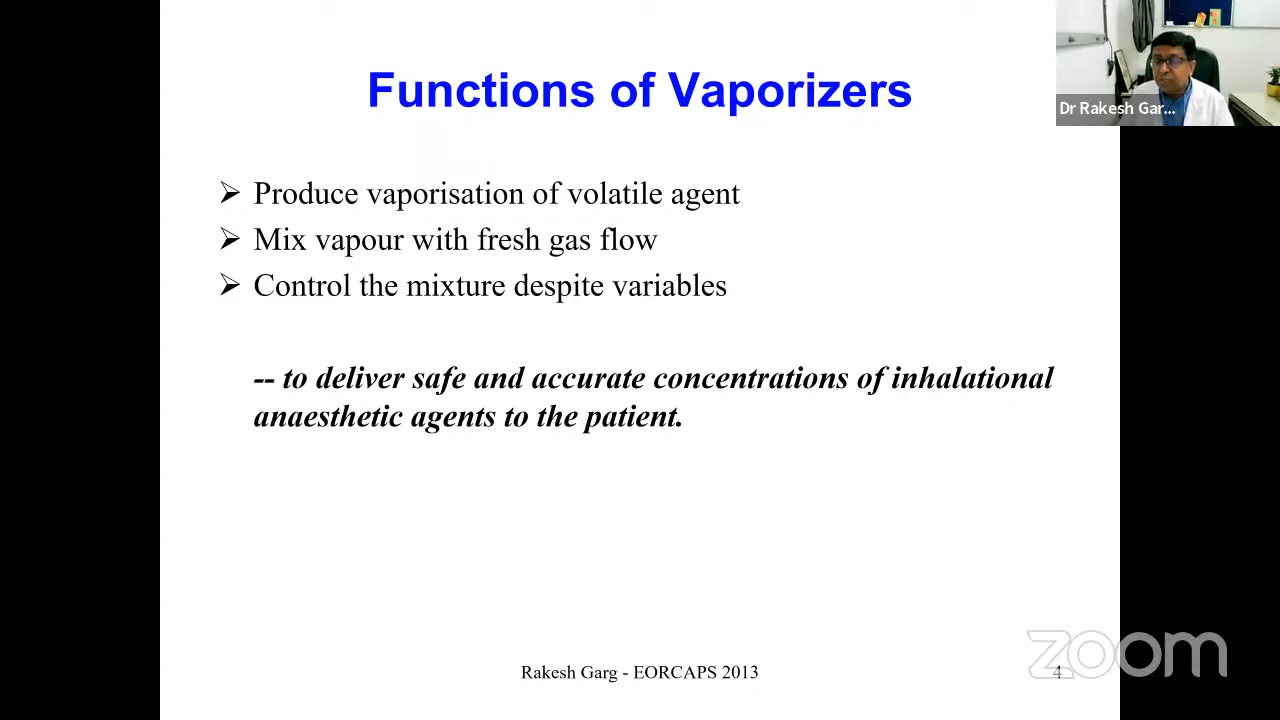 Functions of Vaporizers
Dr Rakesh Gar...
➢ Produce vaporisation of volatile agent
➢ Mix vapour with fresh gas flow
➢ Control the mixture despite variables
-- to deliver safe and accurate concentrations of inhalational
anaesthetic agents to the patient.
Rakesh Garg - EORCAPS 2013
4
zoom